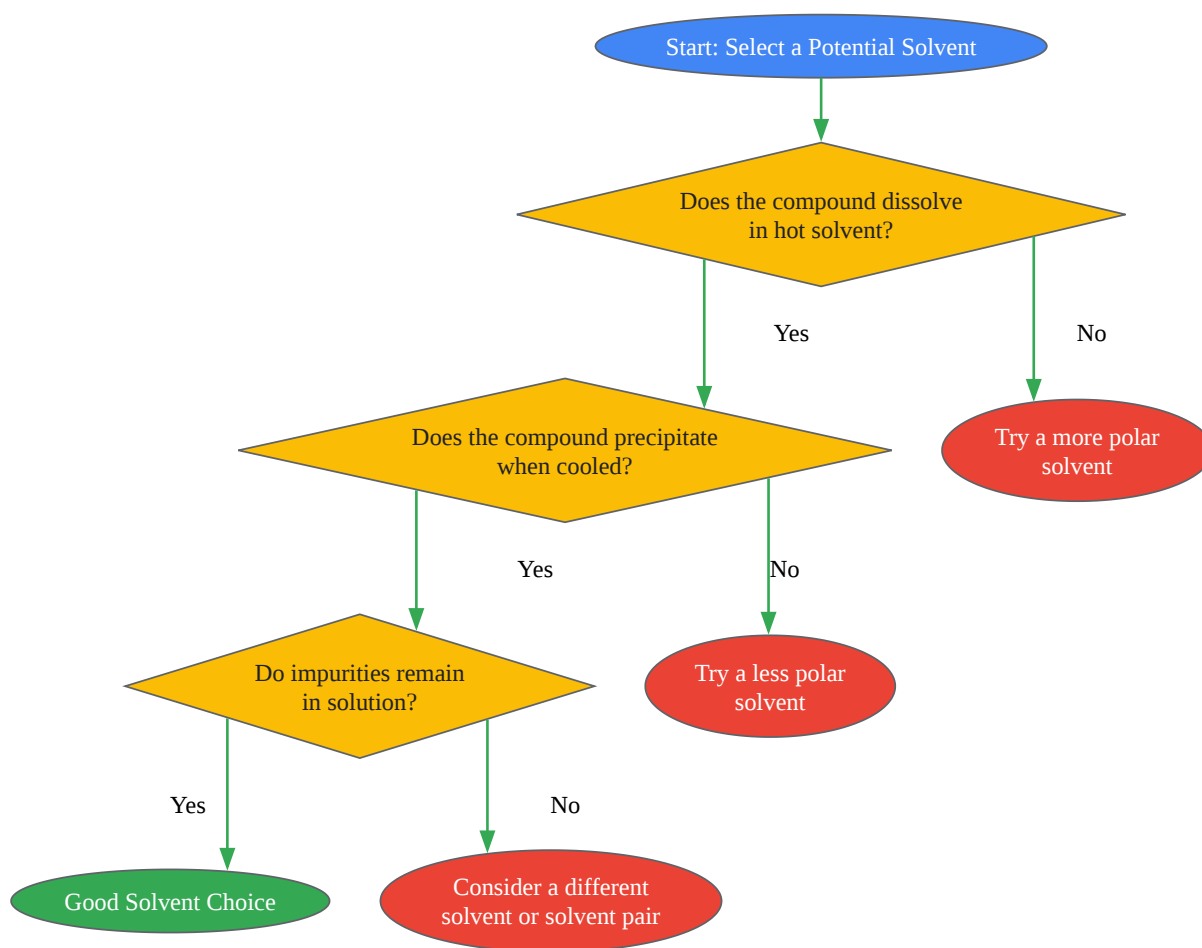 Start: Select a Potential Solvent
Does the compound dissolve
in hot solvent?
Yes
No
Does the compound precipitate
when cooled?
Try a more polar
solvent
Yes
No
Do impurities remain
in solution?
Try a less polar
solvent
Yes
No
Good Solvent Choice
Consider a different
solvent or solvent pair